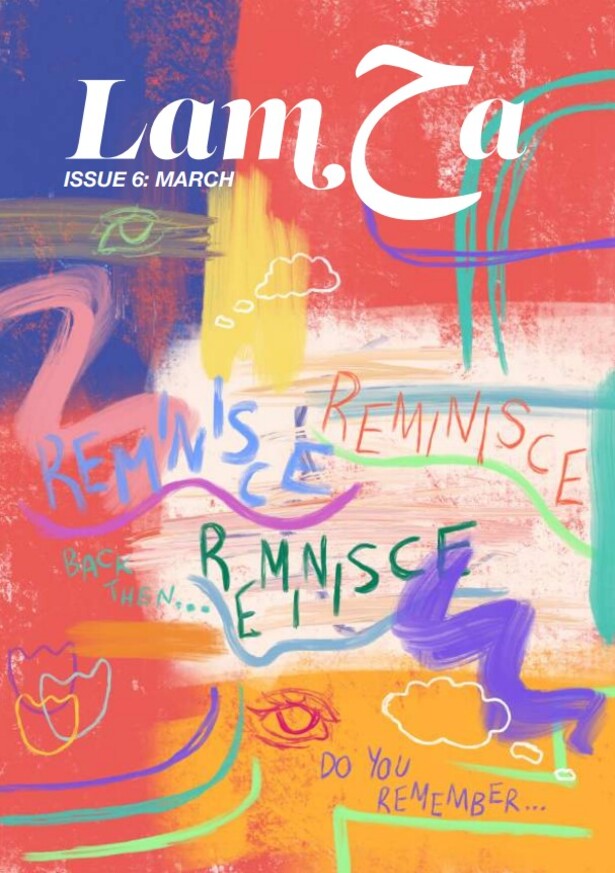 Lamحa
ISSUE 6: MARCH
REMINISCE
REMINISCE
REMINISCE
BACK
THEN...
DO YOU
REMEMBER...